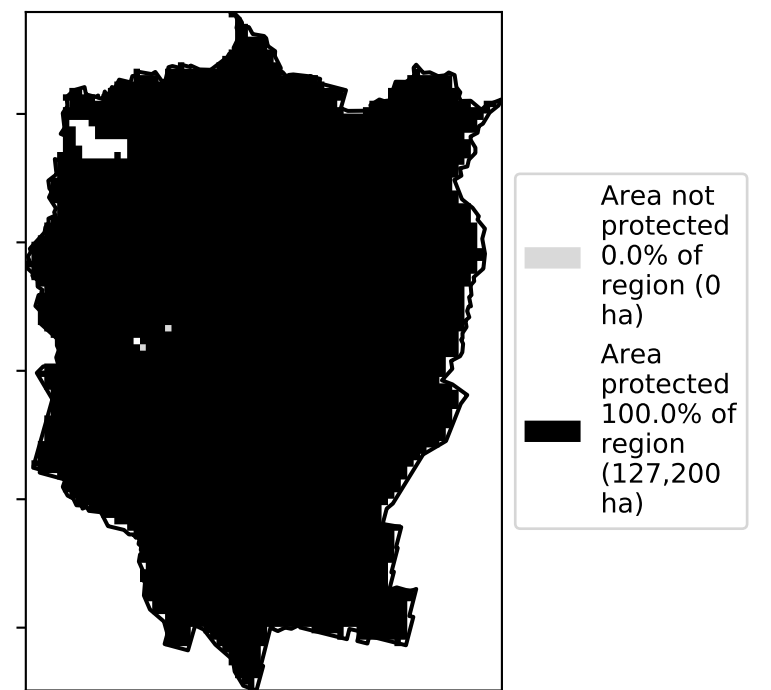 Area not
protected
0.0% of
region (0
ha)
Area
protected
100.0% of
region
(127,200
ha)